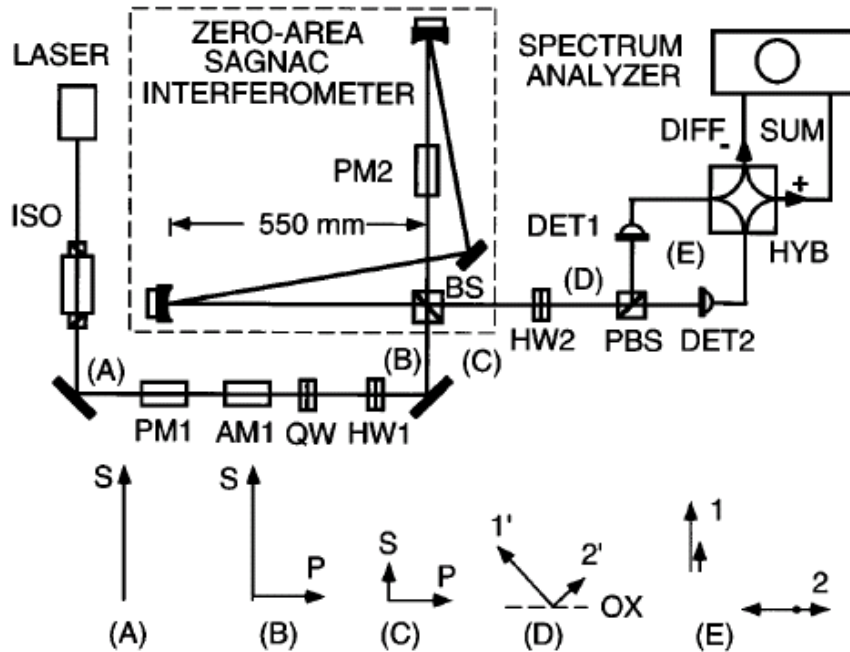 LASER
ZERO-AREA
SAGNAC
INTERFEROMETER
SPECTRUM
ANALYZER
DIFF
-
SUM
PM2
ISO
550 mm
DET1
+
(E)
HYB
BS
(D)
HW2
PBS
DET2
(A)
(B)
(C)
PM1
AM1
QW
HW1
S
S
P
S
P
1'
2'
OX
1
2
(A)
(B)
(C)
(D)
(E)